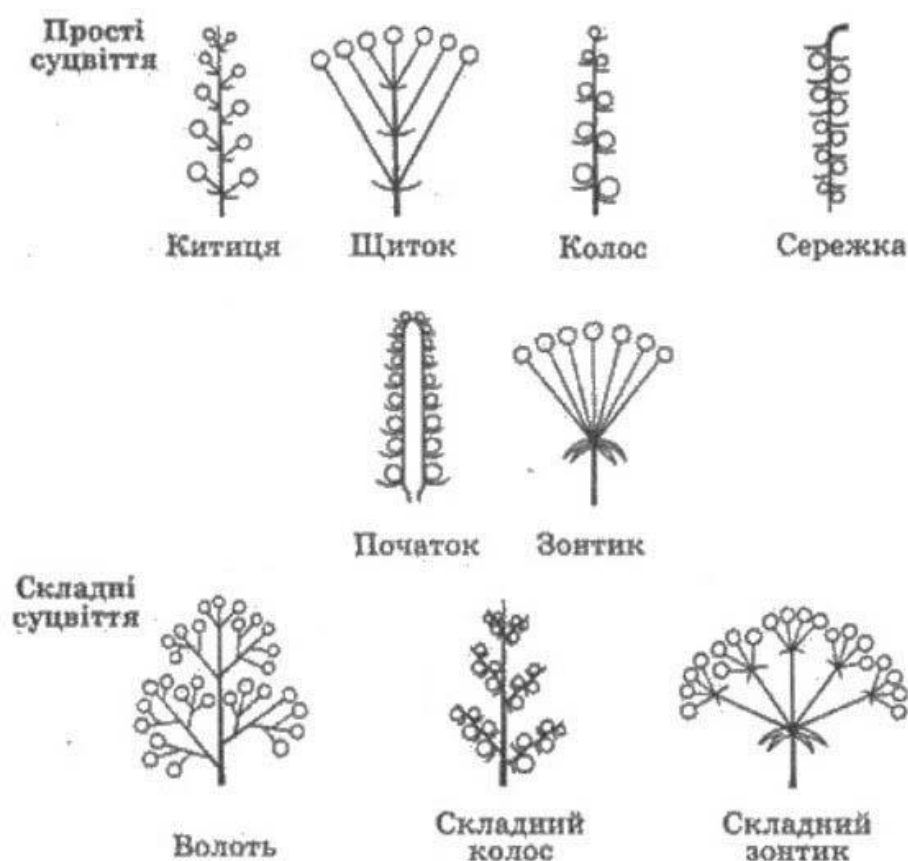 Прості
суцвіття
Китиця
Щиток
Колос
Сережка
Початок
Зонтик
Складні
суцвіття
Волоть
Складний
колос
Складний
зонтик